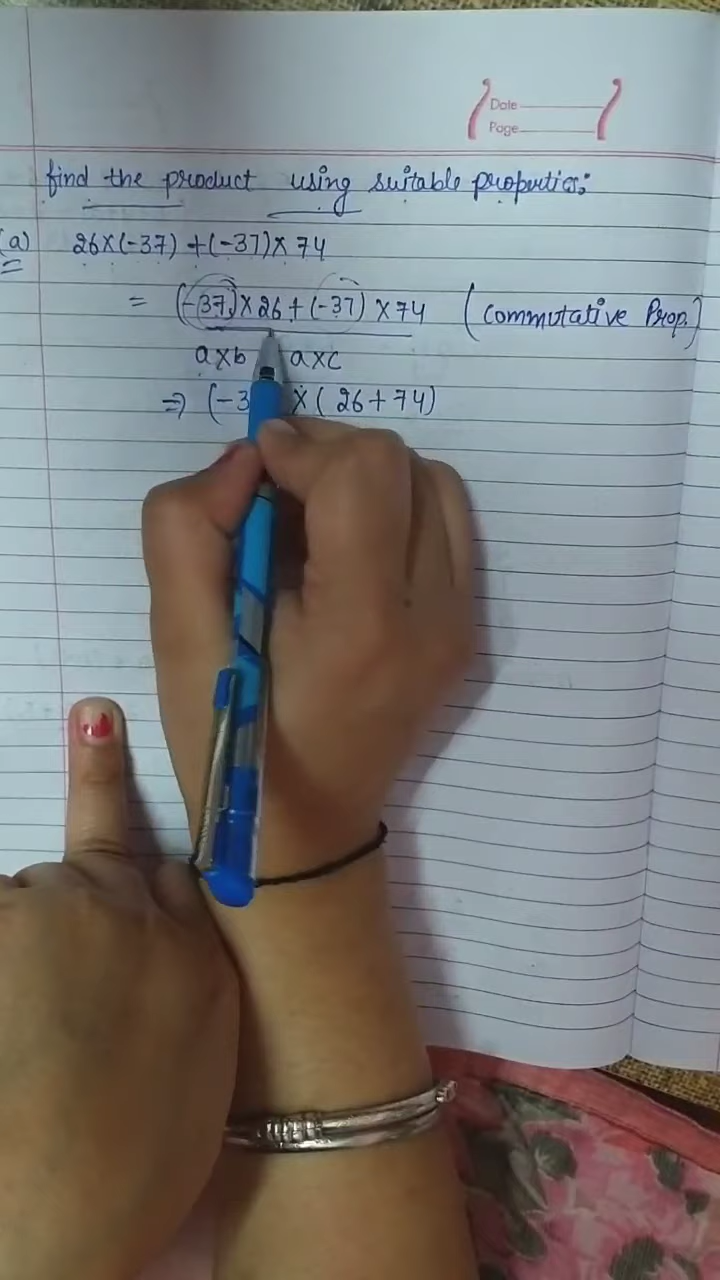 Date
Page
find the product using suitable properties:
(a) 26×(-37) + (-37)×74
= (-37)×26 + (-37) ×74 (Commutative Prop.)
a×b a×c
⇒ (-3 × (26+74)